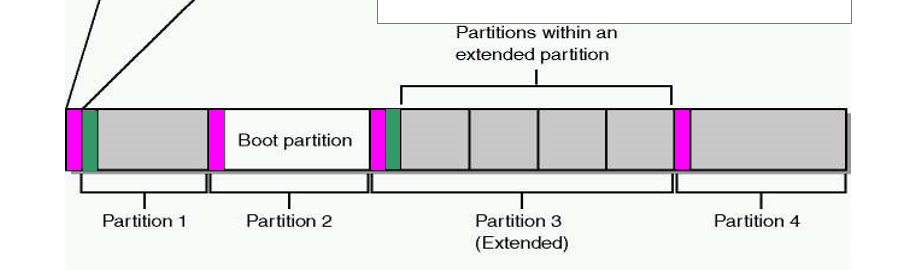 Partitions within an
extended partition
Boot partition
Partition 1
Partition 2
Partition 3
(Extended)
Partition 4